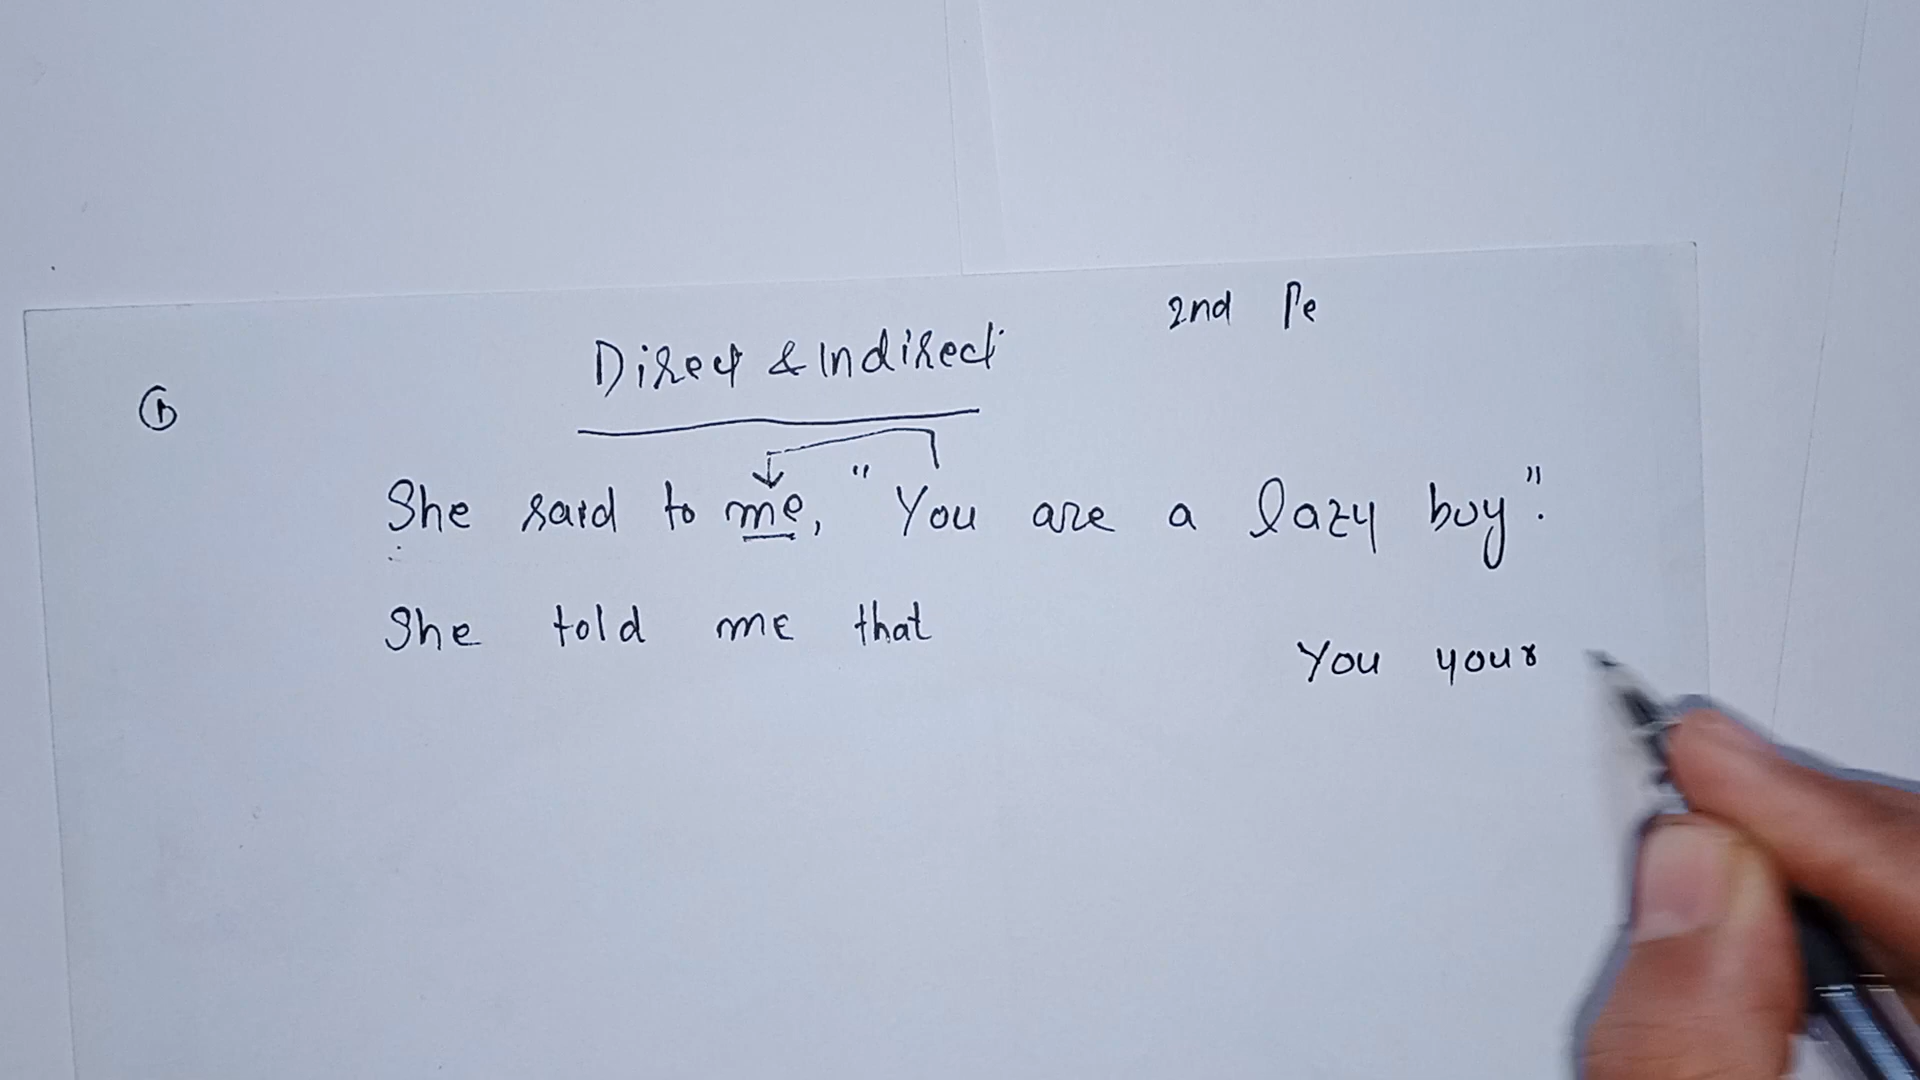 2nd Pe
Direct & Indirect
1
She said to me, "You are a lazy boy".
She told me that
You your